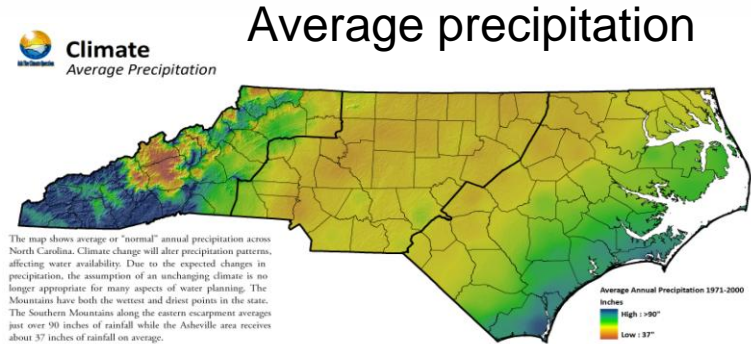 Average precipitation
Climate
Average Precipitation
The map shows average or "normal" annual precipitation across
North Carolina. Climate change will alter precipitation patterns,
affecting water availability. Due to the expected changes in
precipitation, the assumption of an unchanging climate is no
longer appropriate for many aspects of water planning. The
Mountains have both the wettest and driest points in the state.
The Southern Mountains along the eastern escarpment averages
just over 90 inches of rainfall while the Asheville area receives
about 37 inches of rainfall on average.
Average Annual Precipitation 1971-2000
Inches
High : >90"
Low : 37"